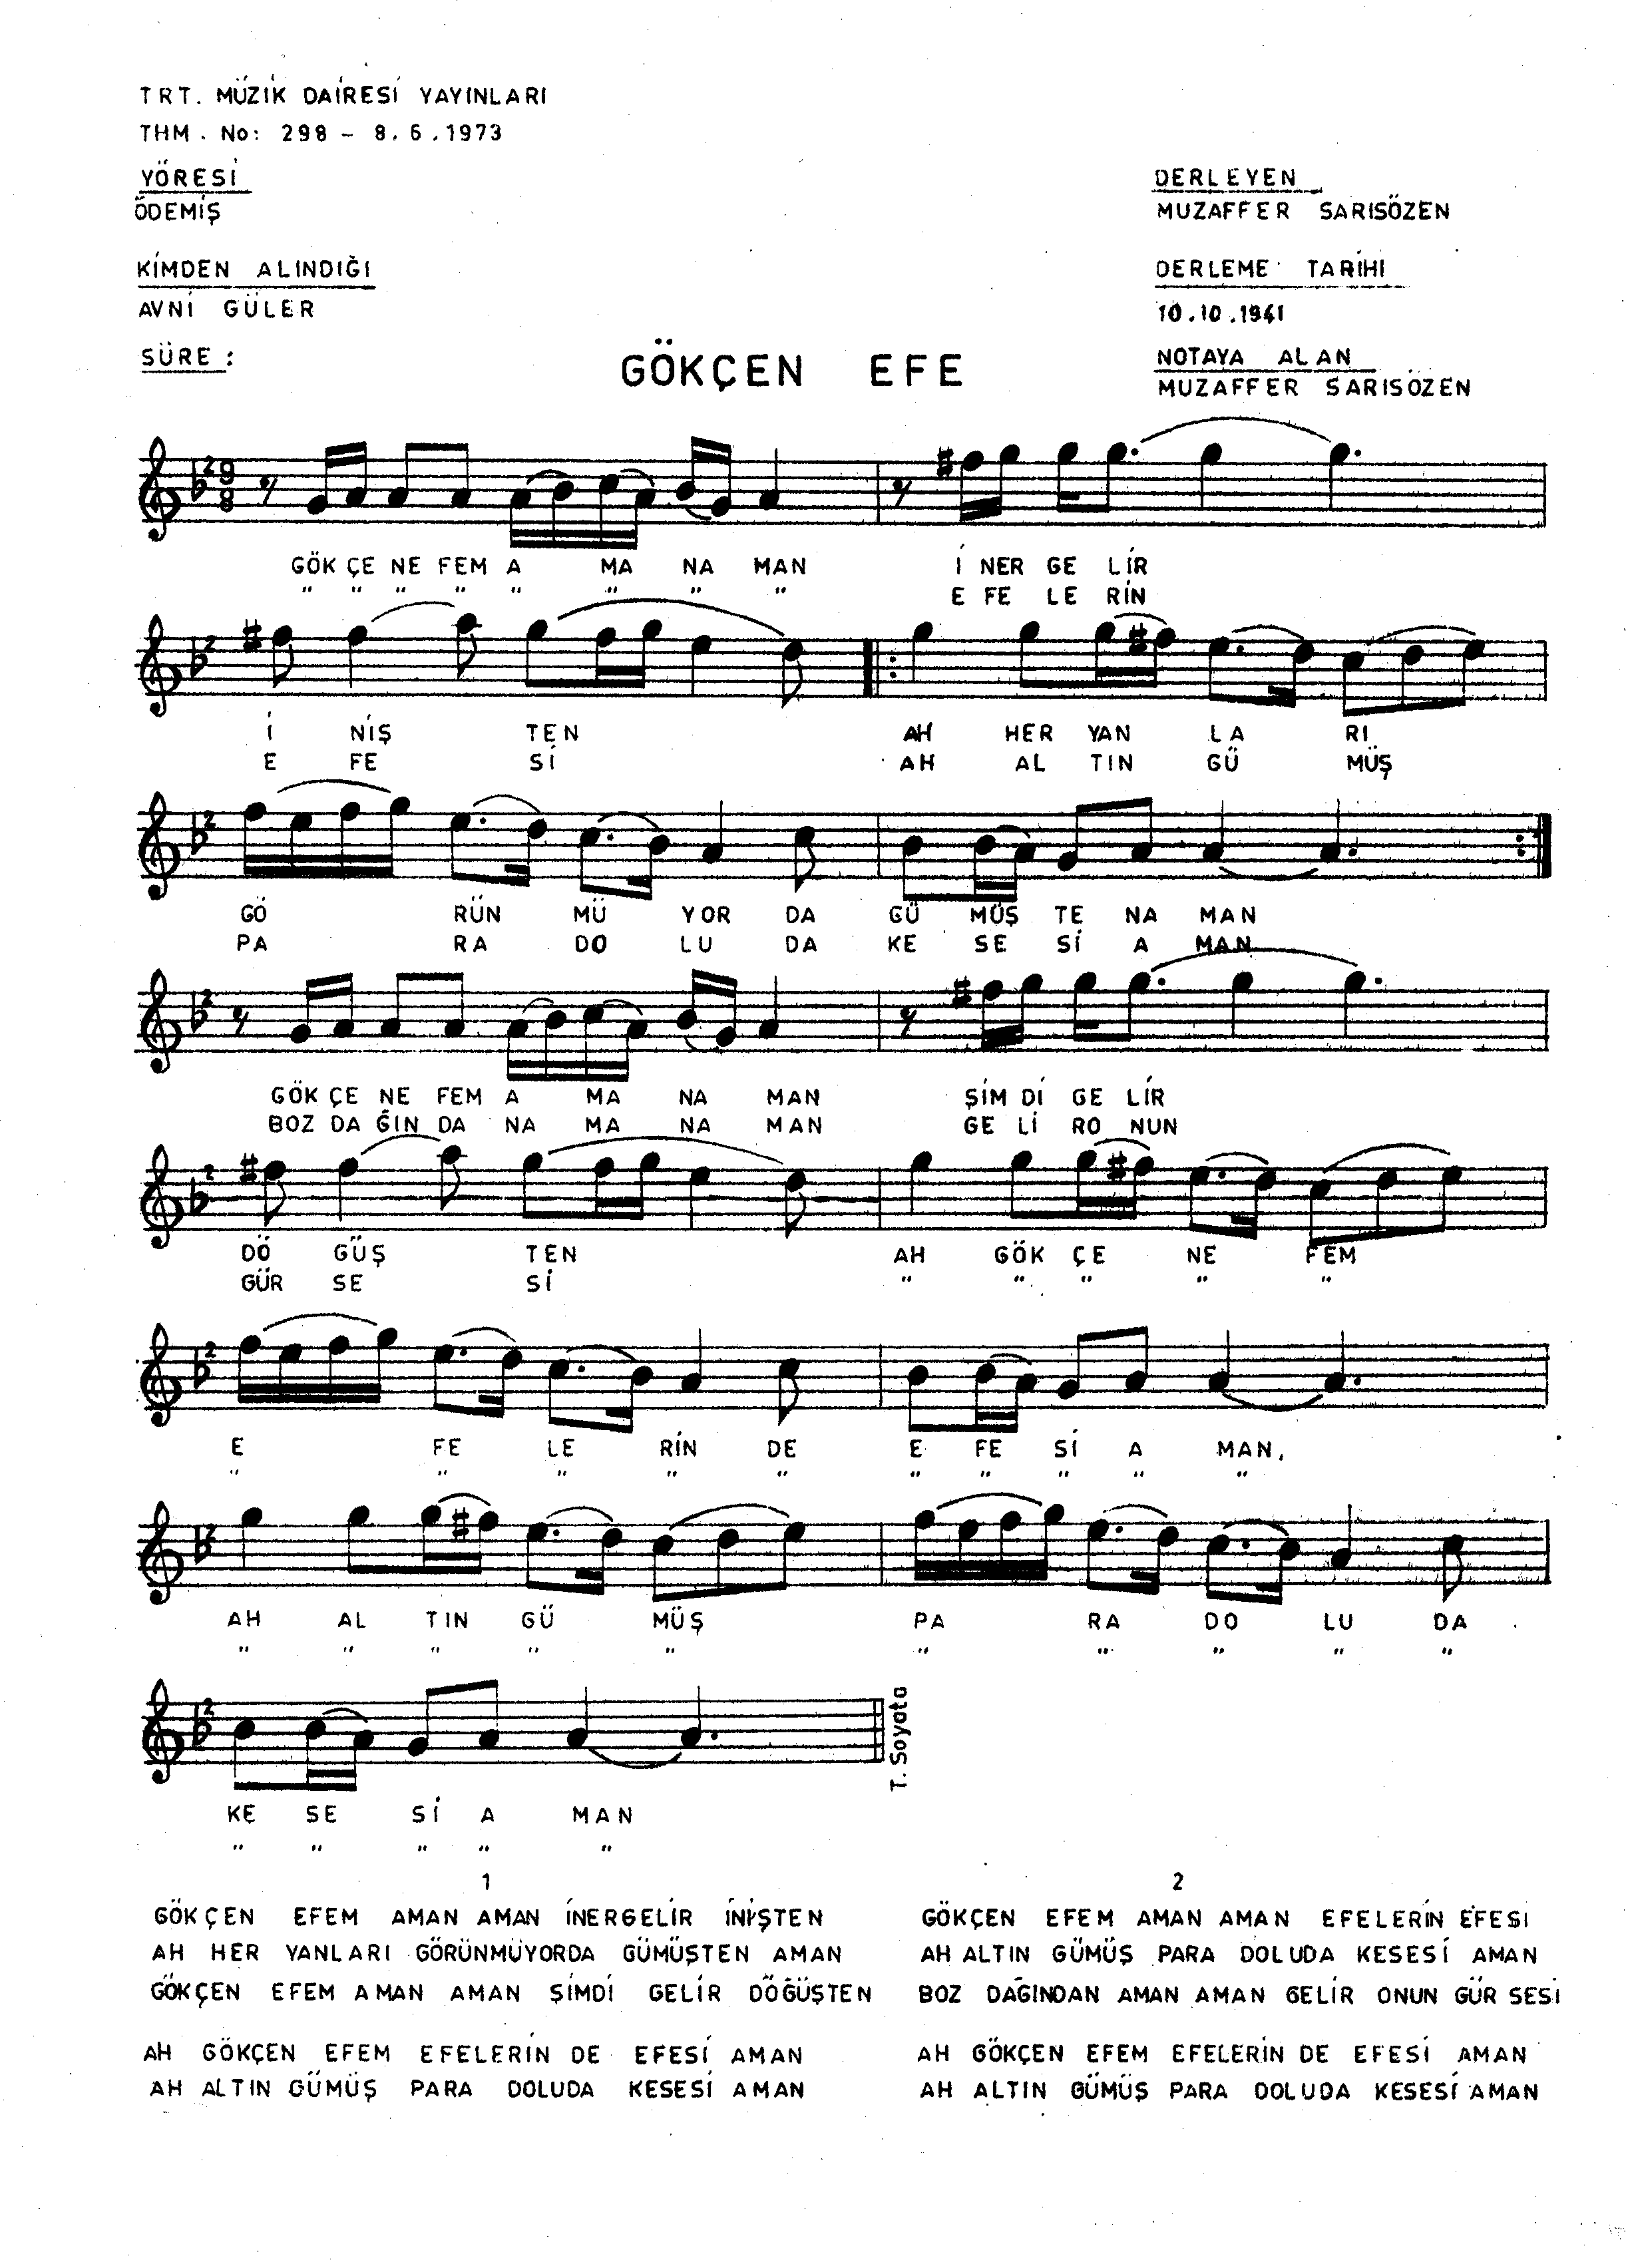 TRT. MÜZİK DAİRESİ YAYINLARI
THM. No: 298 – 8.6.1973
YÖRESİ
ÖDEMİŞ
DERLEYEN
MUZAFFER SARISÖZEN
KİMDEN ALINDIĞI
AVNİ GÜLER
DERLEME TARİHİ
10.10.1941
SÜRE :
GÖKÇEN EFE
NOTAYA ALAN
MUZAFFER SARISÖZEN
GÖK ÇE NE FEM A MA NA MAN İ NER GE LİR
" " " " " " " " E FE LE RİN
İ NİŞ TEN AH HER YAN LA RI
E FE Sİ AH AL TIN GÜ MÜŞ
GÖ RÜN MÜ YOR DA GÜ MÜŞ TE NA MAN
PA RA DO LU DA KE SE Sİ A MAN
GÖK ÇE NE FEM A MA NA MAN ŞİM Dİ GE LİR
BOZ DA ĞIN DA NA MA NA MAN GE Lİ RO NUN
DÖ GÜŞ TEN AH GÖK ÇE NE FEM
GÜR SE Sİ " " " " "
E FE LE RİN DE E FE Sİ A MAN.
" " " " " " " " " "
AH AL TIN GÜ MÜŞ PA RA DO LU DA
" " " " " " " " " "
KE SE Sİ A MAN
" " " " "
T. Soyata
1
GÖKÇEN EFEM AMAN AMAN İNERGELİR İNİŞTEN
AH HER YANLARI GÖRÜNMÜYORDA GÜMÜŞTEN AMAN
GÖKÇEN EFEM AMAN AMAN ŞİMDİ GELİR DÖĞÜŞTEN
AH GÖKÇEN EFEM EFELERİN DE EFESİ AMAN
AH ALTIN GÜMÜŞ PARA DOLUDA KESESİ AMAN
2
GÖKÇEN EFEM AMAN AMAN EFELERİN EFESI
AH ALTIN GÜMÜŞ PARA DOLUDA KESESİ AMAN
BOZ DAĞINDAN AMAN AMAN GELİR ONUN GÜR SESİ
AH GÖKÇEN EFEM EFELERİN DE EFESİ AMAN
AH ALTIN GÜMÜŞ PARA DOLUDA KESESİ AMAN